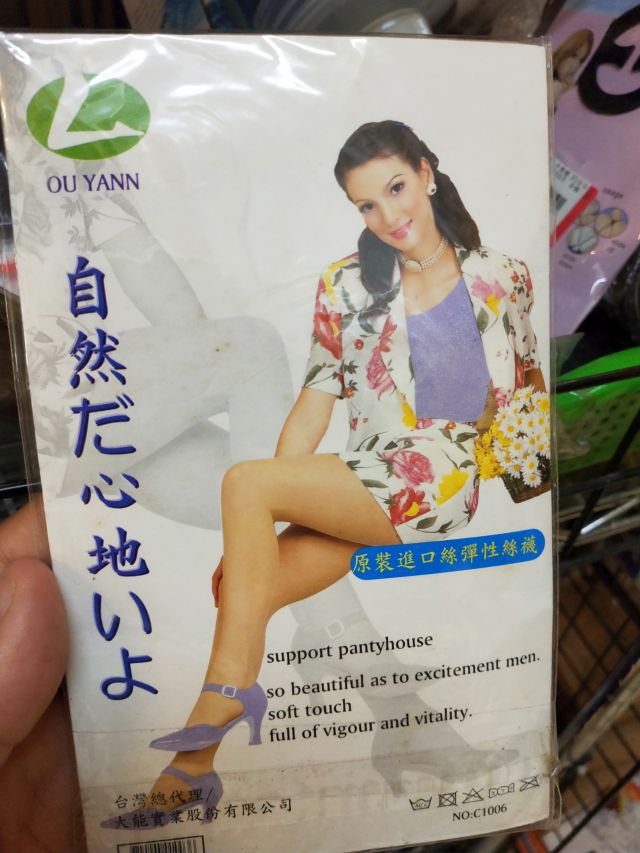 OU YANN
自然だ心地いよ
原裝進口絲彈性絲襪
support pantyhouse
so beautiful as to excitement men.
soft touch
full of vigour and vitality.
台灣總代理/
大能實業股份有限公司
NO:C1006
usage